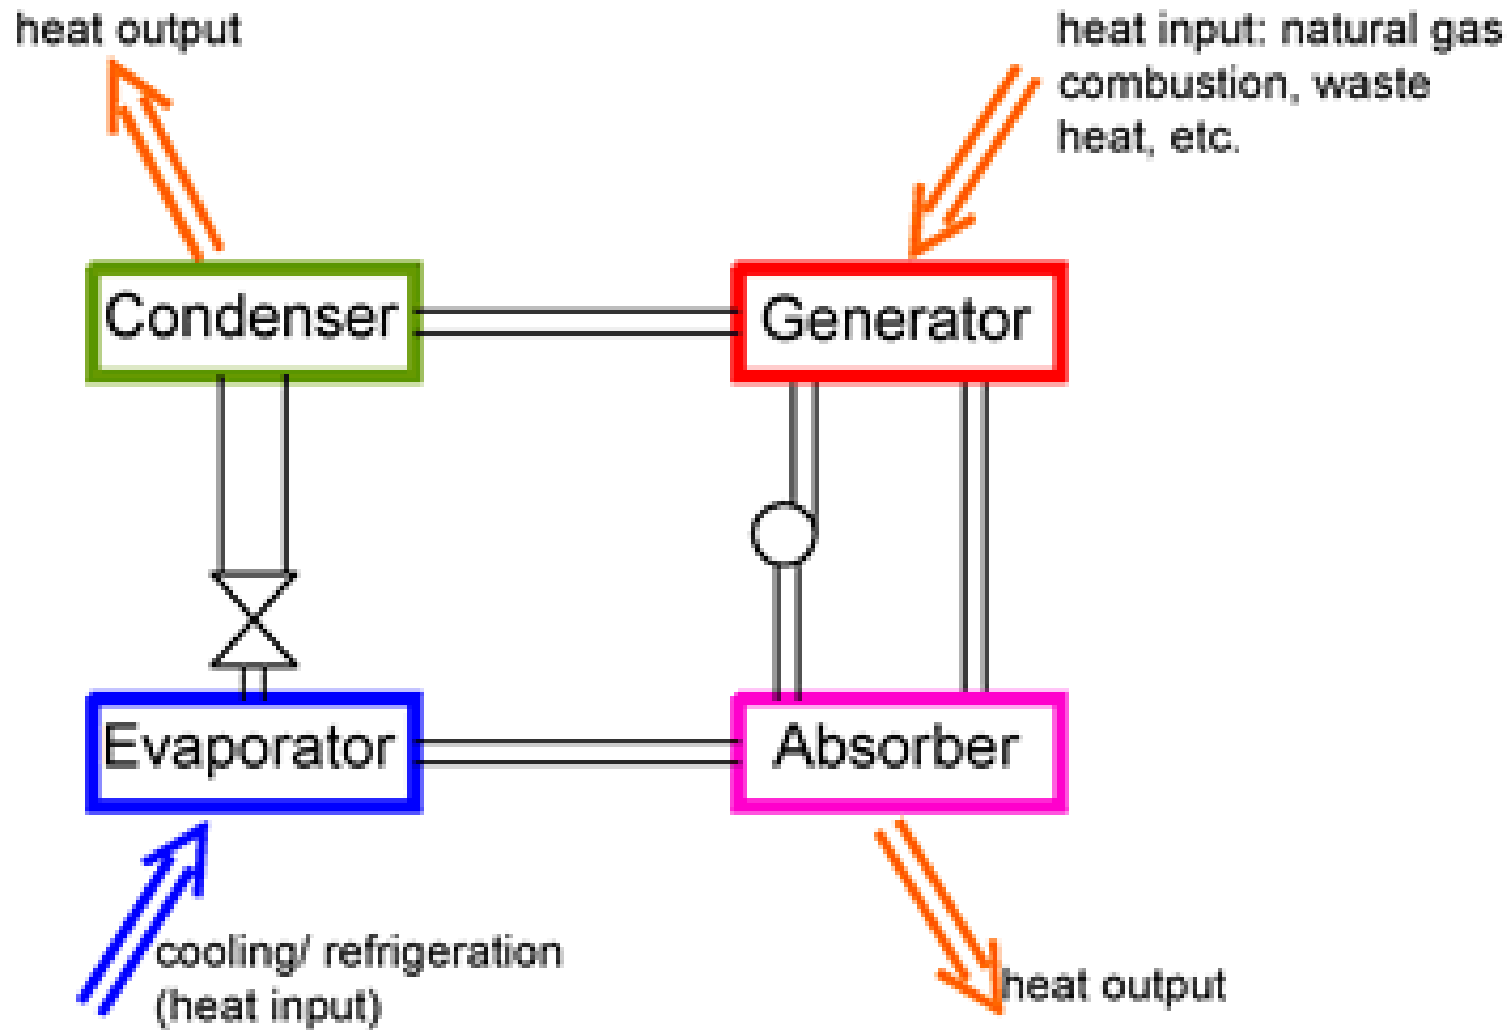 heat output
heat input: natural gas
combustion, waste
heat, etc.
Condenser
Generator
Evaporator
Absorber
cooling/ refrigeration
(heat input)
heat output